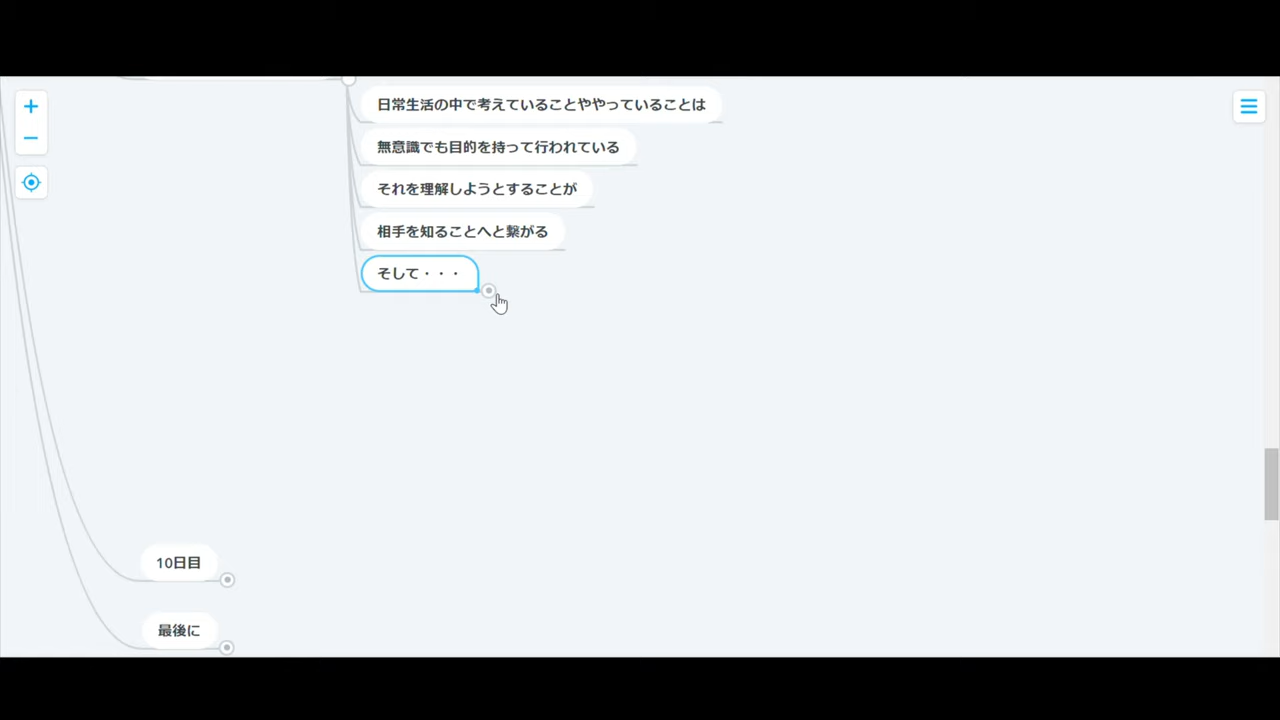 日常生活の中で考えていることややっていることは
無意識でも目的を持って行われている
それを理解しようとすることが
相手を知ることへと繋がる
そして・・・
10日目
最後に